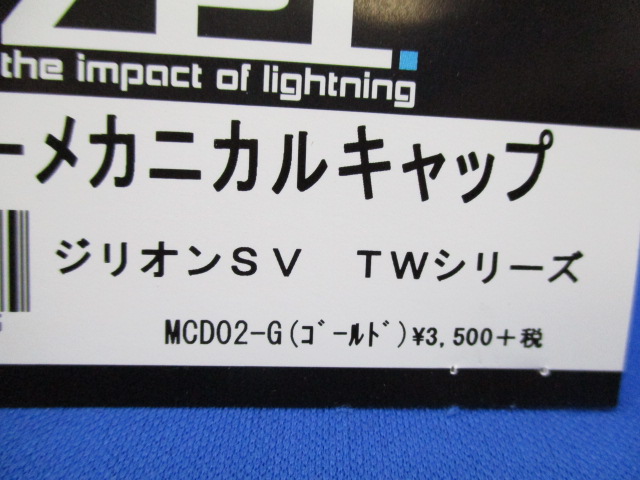 the impact of lightning
ーメカニカルキャップ
ジリオンSV TWシリーズ
MCD02-G(ｺﾞｰﾙﾄﾞ)¥3,500+税